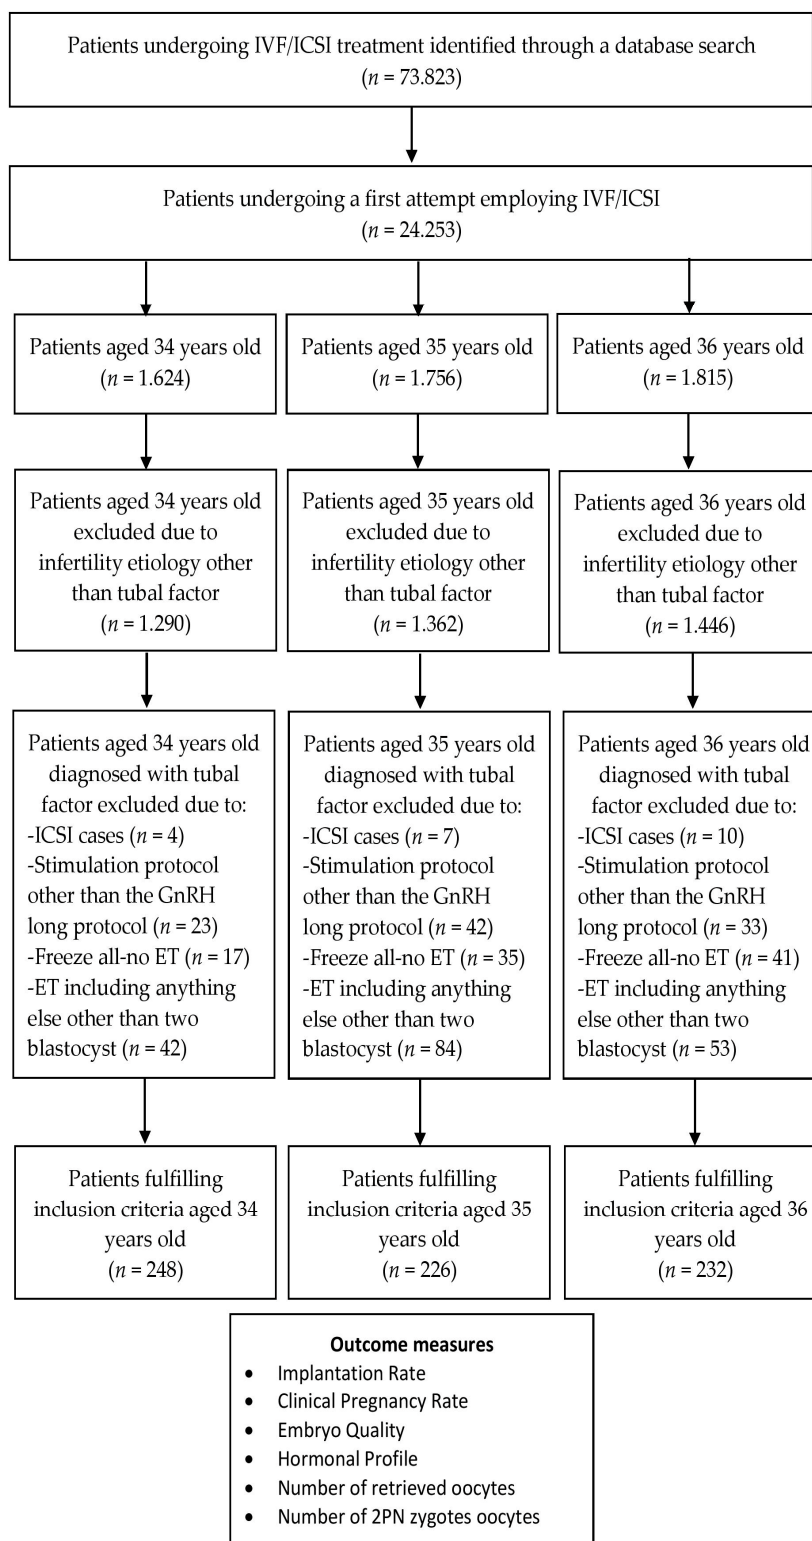 Patients undergoing IVF/ICSI treatment identified through a database search
(n = 73.823)
Patients undergoing a first attempt employing IVF/ICSI
(n = 24.253)
Patients aged 34 years old
(n = 1.624)
Patients aged 35 years old
(n = 1.756)
Patients aged 36 years old
(n = 1.815)
Patients aged 34 years old
excluded due to
infertility etiology other
than tubal factor
(n = 1.290)
Patients aged 35 years old
excluded due to
infertility etiology other
than tubal factor
(n = 1.362)
Patients aged 36 years old
excluded due to
infertility etiology other
than tubal factor
(n = 1.446)
Patients aged 34 years old
diagnosed with tubal
factor excluded due to:
-ICSI cases (n = 4)
-Stimulation protocol
other than the GnRH
long protocol (n = 23)
-Freeze all-no ET (n = 17)
-ET including anything
else other than two
blastocyst (n = 42)
Patients aged 35 years old
diagnosed with tubal
factor excluded due to:
-ICSI cases (n = 7)
-Stimulation protocol
other than the GnRH
long protocol (n = 42)
-Freeze all-no ET (n = 35)
-ET including anything
else other than two
blastocyst (n = 84)
Patients aged 36 years old
diagnosed with tubal
factor excluded due to:
-ICSI cases (n = 10)
-Stimulation protocol
other than the GnRH
long protocol (n = 33)
-Freeze all-no ET (n = 41)
-ET including anything
else other than two
blastocyst (n = 53)
Patients fulfilling
inclusion criteria aged 34
years old
(n = 248)
Patients fulfilling
inclusion criteria aged 35
years old
(n = 226)
Patients fulfilling
inclusion criteria aged 36
years old
(n = 232)
Outcome measures
• Implantation Rate
• Clinical Pregnancy Rate
• Embryo Quality
• Hormonal Profile
• Number of retrieved oocytes
• Number of 2PN zygotes oocytes